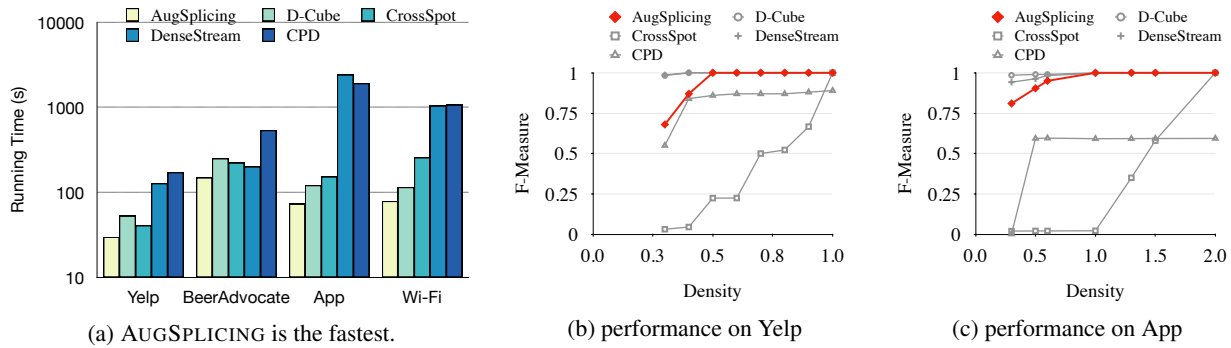 AugSplicing D-Cube CrossSpot
DenseStream CPD
Running Time (s)
10000
1000
100
10
Yelp BeerAdvocate App Wi-Fi
(a) AUGSPLICING is the fastest.
AugSplicing D-Cube
CrossSpot DenseStream
CPD
F-Measure
1
0.75
0.5
0.25
0
0.0 0.3 0.5 0.8 1.0
Density
(b) performance on Yelp
AugSplicing D-Cube
CrossSpot DenseStream
CPD
F-Measure
1
0.75
0.5
0.25
0
0.0 0.5 1.0 1.5 2.0
Density
(c) performance on App